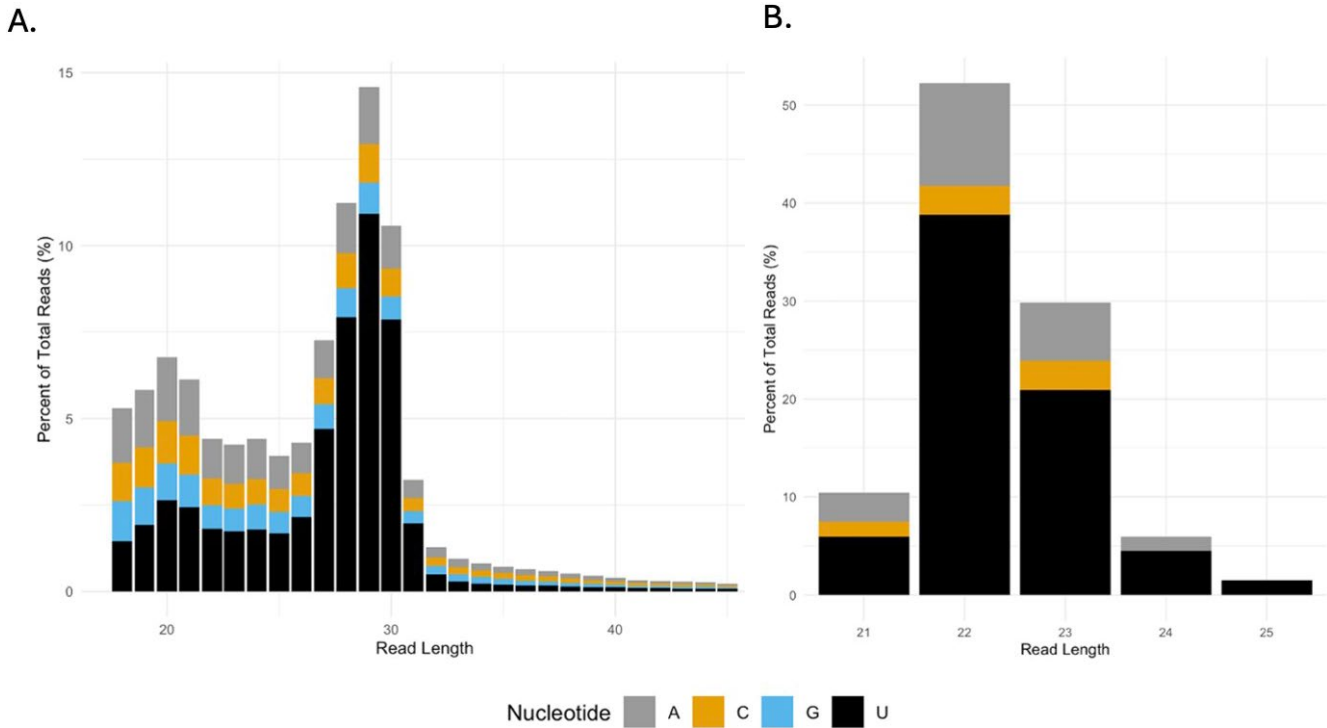 A.
Percent of Total Reads (%)
15
10
5
0
20
30
40
Read Length
B.
Percent of Total Reads (%)
50
40
30
20
10
0
21
22
23
24
25
Read Length
Nucleotide A C G U